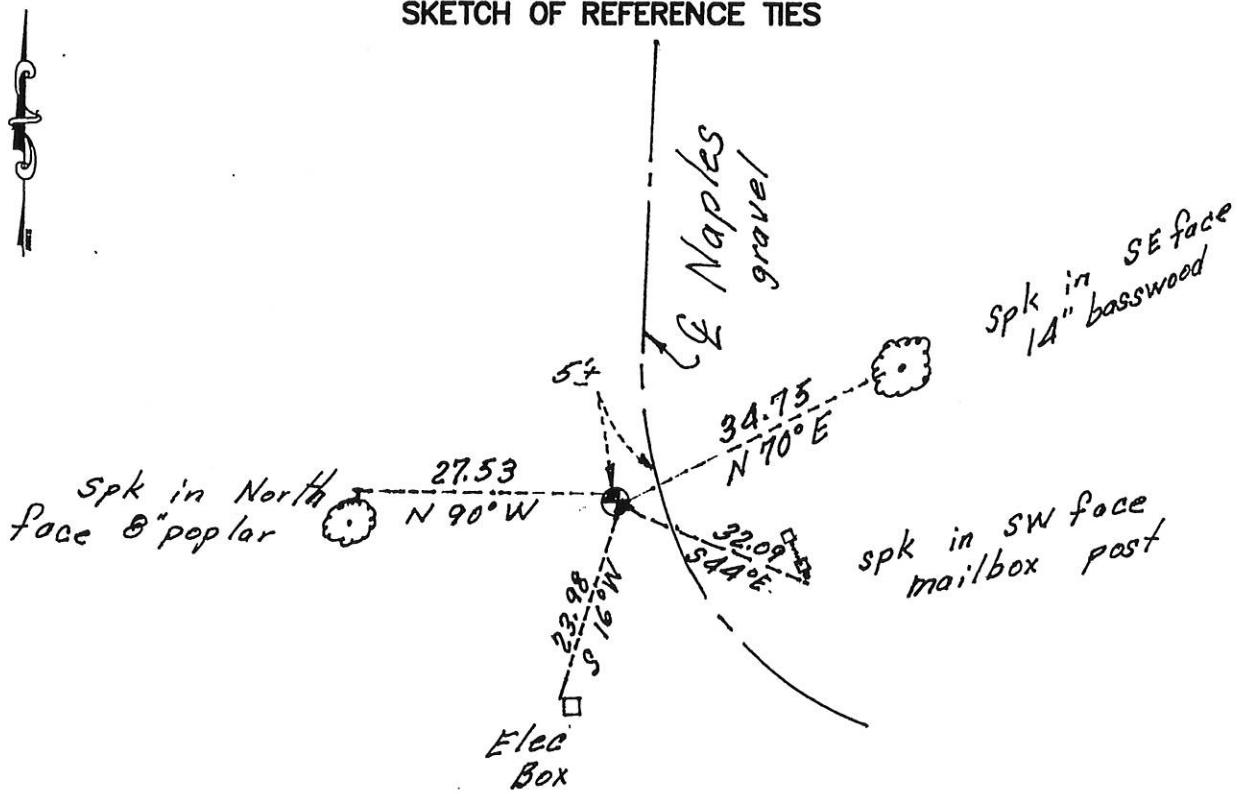 SKETCH OF REFERENCE TIES
℄ Naples
gravel
Spk in SE face
14" basswood
5'±
34.75
N 70° E
27.53
N 90° W
Spk in North
face 8" poplar
32.09
S 44° E
spk in SW face
mailbox post
23.98
S 16° W
Elec
Box